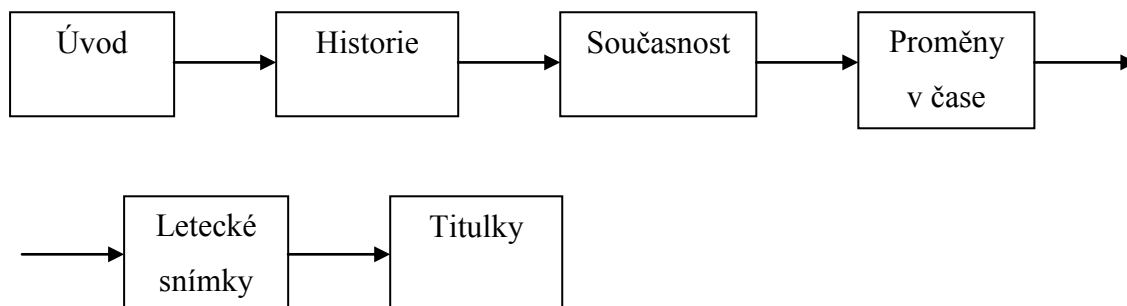 Úvod
Historie
Současnost
Proměny
v čase
Letecké
snímky
Titulky